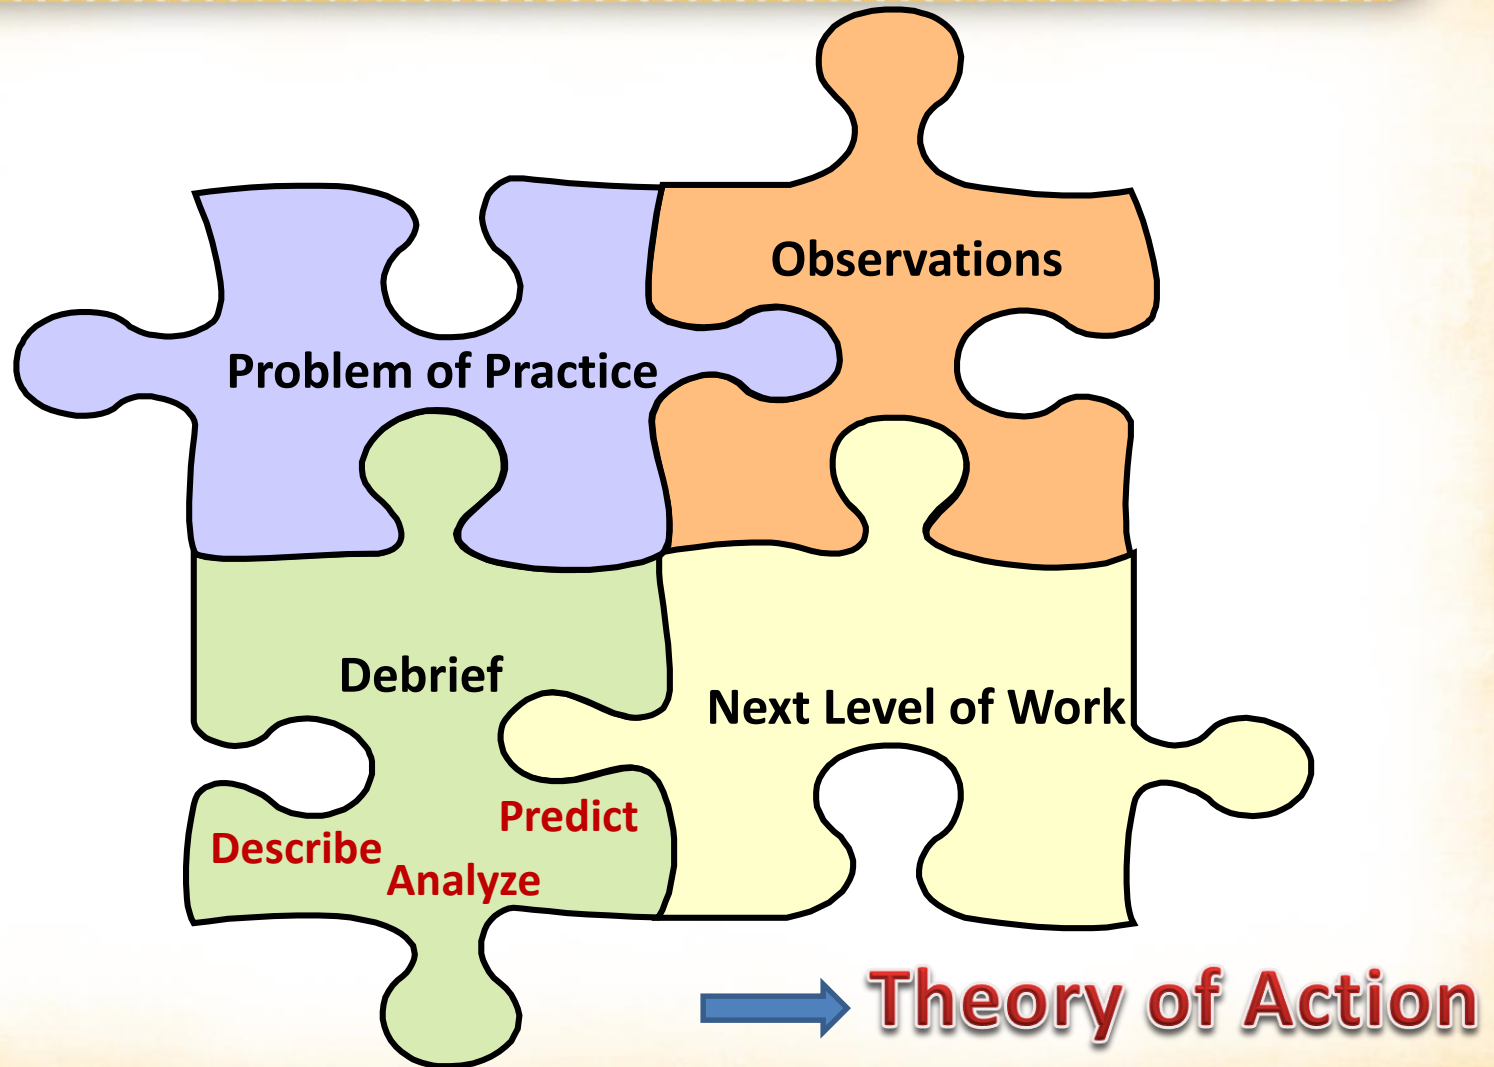 Observations
Problem of Practice
Debrief
Next Level of Work
Predict
Describe
Analyze
Theory of Action